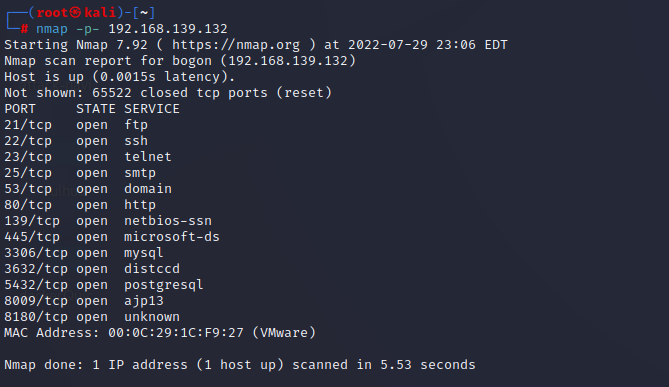 ┌──(root㉿kali)-[~]
└─# nmap -p- 192.168.139.132
Starting Nmap 7.92 ( https://nmap.org ) at 2022-07-29 23:06 EDT
Nmap scan report for bogon (192.168.139.132)
Host is up (0.0015s latency).
Not shown: 65522 closed tcp ports (reset)
PORT     STATE SERVICE
21/tcp   open  ftp
22/tcp   open  ssh
23/tcp   open  telnet
25/tcp   open  smtp
53/tcp   open  domain
80/tcp   open  http
139/tcp  open  netbios-ssn
445/tcp  open  microsoft-ds
3306/tcp open  mysql
3632/tcp open  distccd
5432/tcp open  postgresql
8009/tcp open  ajp13
8180/tcp open  unknown
MAC Address: 00:0C:29:1C:F9:27 (VMware)
Nmap done: 1 IP address (1 host up) scanned in 5.53 seconds